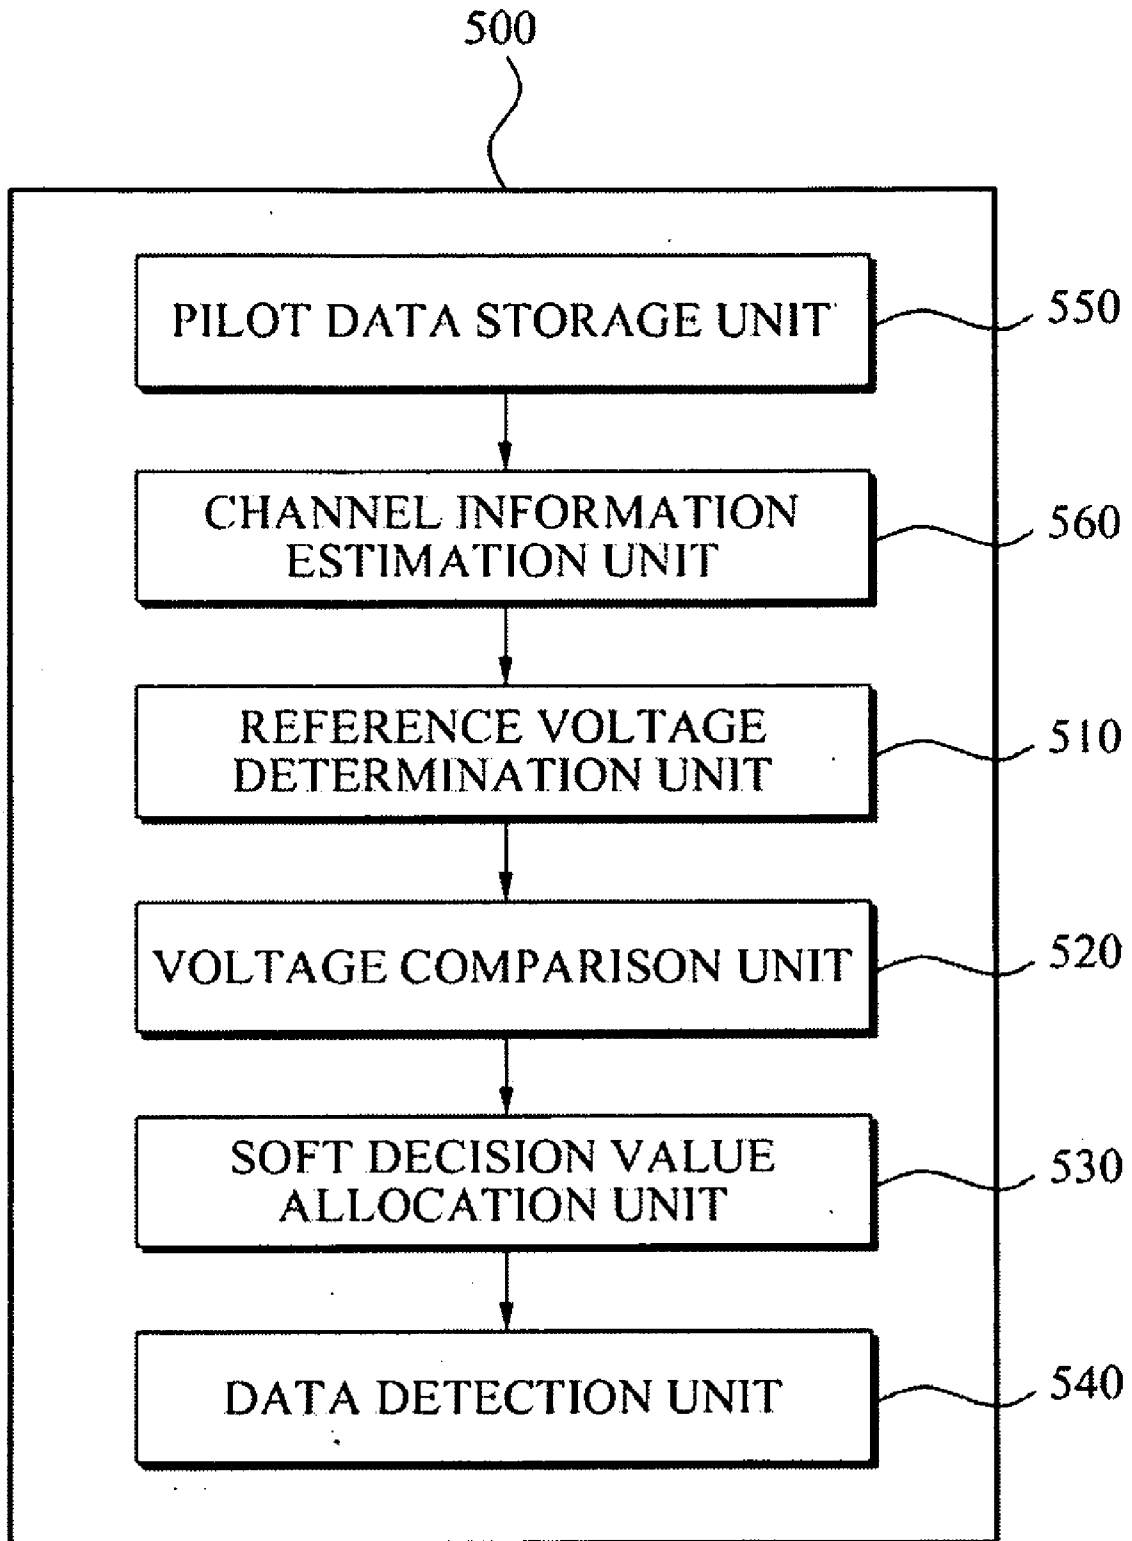 500
PILOT DATA STORAGE UNIT
550
CHANNEL INFORMATION
ESTIMATION UNIT
560
REFERENCE VOLTAGE
DETERMINATION UNIT
510
VOLTAGE COMPARISON UNIT
520
SOFT DECISION VALUE
ALLOCATION UNIT
530
DATA DETECTION UNIT
540